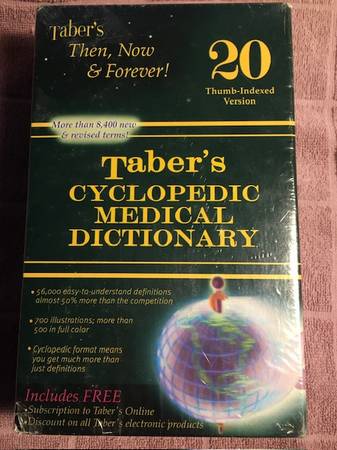 Taber's
Then, Now
& Forever!
20
Thumb-Indexed
Version
More than 8,400 new
& revised terms!
Taber's
CYCLOPEDIC
MEDICAL
DICTIONARY
• 56,000 easy-to-understand definitions
almost 50% more than the competition
• 700 illustrations; more than
500 in full color
• Cyclopedic format means
you get much more than
just definitions
Includes FREE
Subscription to Taber's Online
Discount on all Taber's electronic products